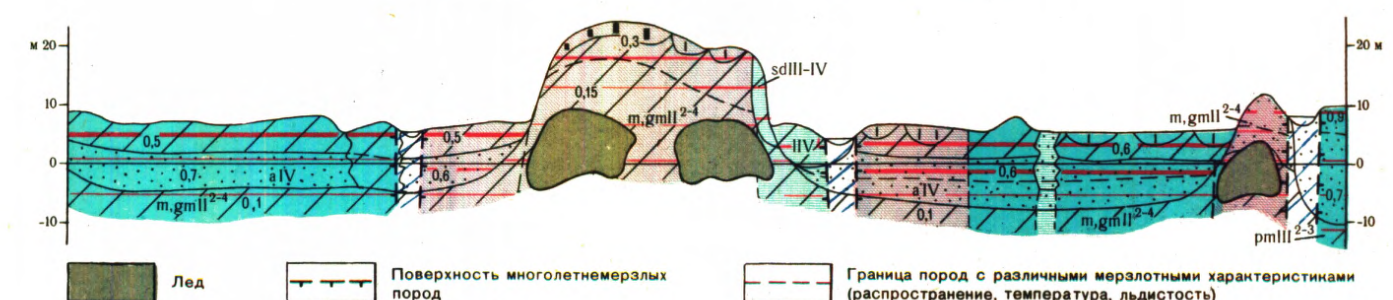 м 20
20 м
0,3
sdIII-IV
10
10
0,15
m,gmII²⁻⁴
m,gmII²⁻⁴
0,9
0,5
0,5
IIV
0,6
0
0
0,7
aIV
0,6
0,6
aIV
0,7
m,gmII²⁻⁴
0,1
0,1
m,gmII²⁻⁴
-10
-10
pmIII²⁻³
Лед
Поверхность многолетнемерзлых
пород
Граница пород с различными мерзлотными характеристиками
(распространение, температура, льдистость)